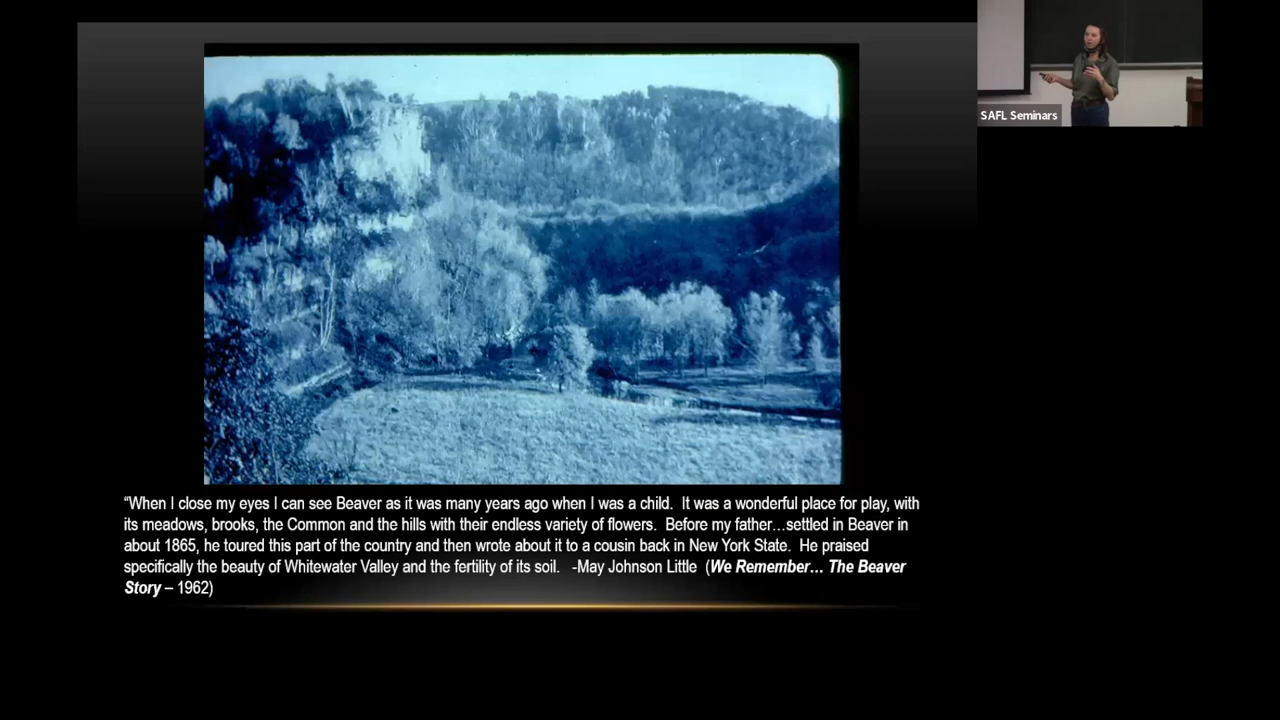 SAFL Seminars
“When I close my eyes I can see Beaver as it was many years ago when I was a child. It was a wonderful place for play, with
its meadows, brooks, the Common and the hills with their endless variety of flowers. Before my father…settled in Beaver in
about 1865, he toured this part of the country and then wrote about it to a cousin back in New York State. He praised
specifically the beauty of Whitewater Valley and the fertility of its soil. -May Johnson Little (We Remember… The Beaver
Story – 1962)